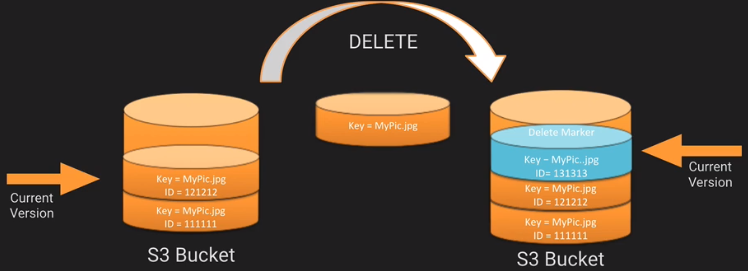 DELETE
Key = MyPic.jpg
Current
Version
Key = MyPic.jpg
ID = 121212
Key = MyPic.jpg
ID = 111111
S3 Bucket
Delete Marker
Key – MyPic..jpg
ID= 131313
Key = MyPic.jpg
ID = 121212
Key = MyPic.jpg
ID = 111111
S3 Bucket
Current
Version